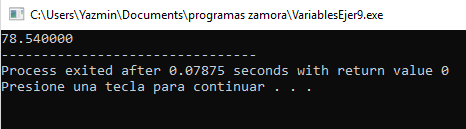 C:\Users\Yazmin\Documents\programas zamora\VariablesEjer9.exe
78.540000
--------------------------------
Process exited after 0.07875 seconds with return value 0
Presione una tecla para continuar . . .